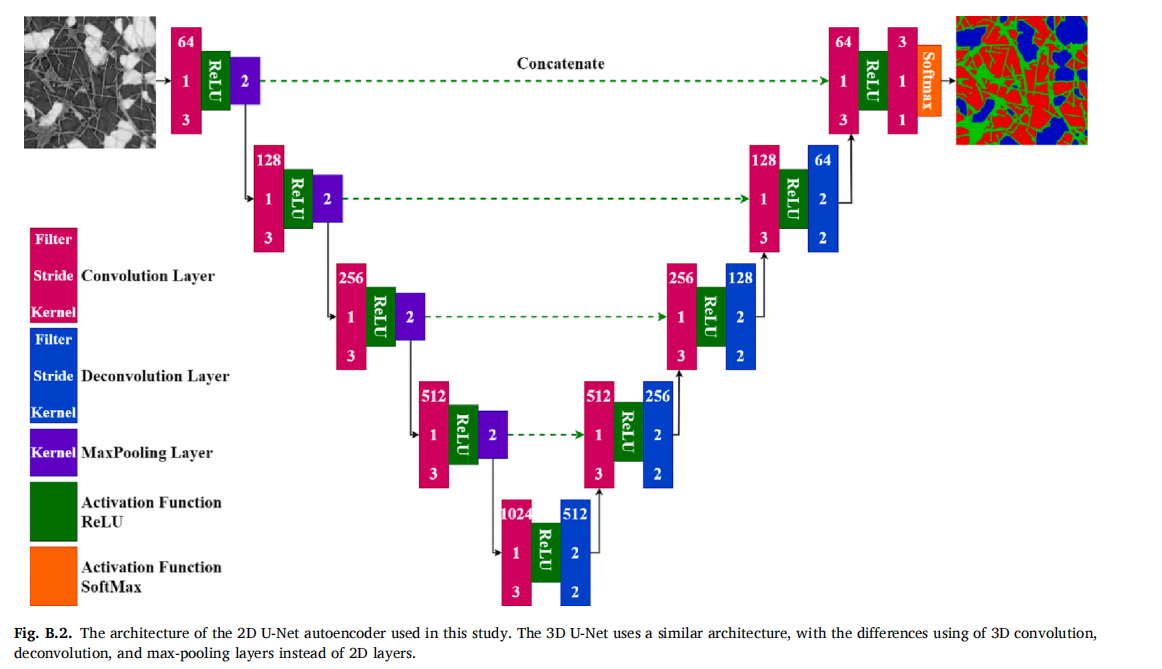 64
1
3
ReLU
2
Concatenate
64
1
3
ReLU
3
1
1
Softmax
128
1
3
ReLU
2
128
1
3
ReLU
64
2
2
256
1
3
ReLU
2
256
1
3
ReLU
128
2
2
512
1
3
ReLU
2
512
1
3
ReLU
256
2
2
1024
1
3
ReLU
512
2
2
Filter
Stride
Kernel
Convolution Layer
Filter
Stride
Kernel
Deconvolution Layer
Kernel
MaxPooling Layer
Activation Function
ReLU
Activation Function
SoftMax
Fig. B.2. The architecture of the 2D U-Net autoencoder used in this study. The 3D U-Net uses a similar architecture, with the differences using of 3D convolution,
deconvolution, and max-pooling layers instead of 2D layers.